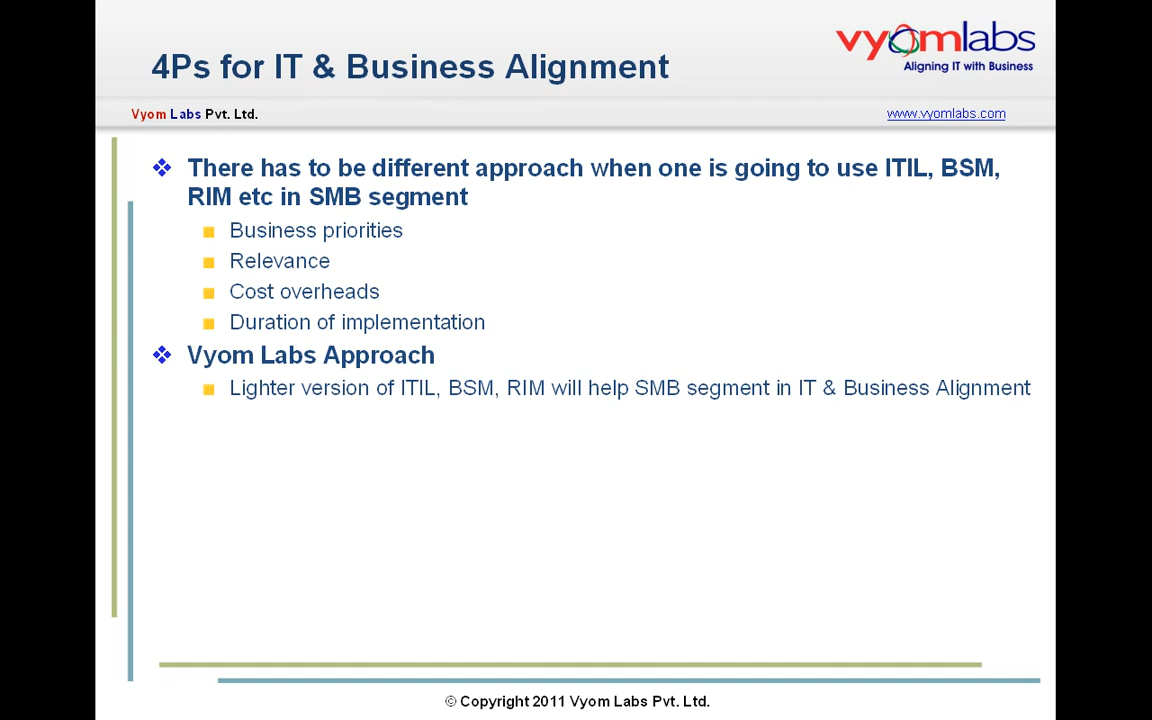 4Ps for IT & Business Alignment
vyomlabs
Aligning IT with Business
Vyom Labs Pvt. Ltd.
www.vyomlabs.com
There has to be different approach when one is going to use ITIL, BSM,
RIM etc in SMB segment
Business priorities
Relevance
Cost overheads
Duration of implementation
Vyom Labs Approach
Lighter version of ITIL, BSM, RIM will help SMB segment in IT & Business Alignment
© Copyright 2011 Vyom Labs Pvt. Ltd.